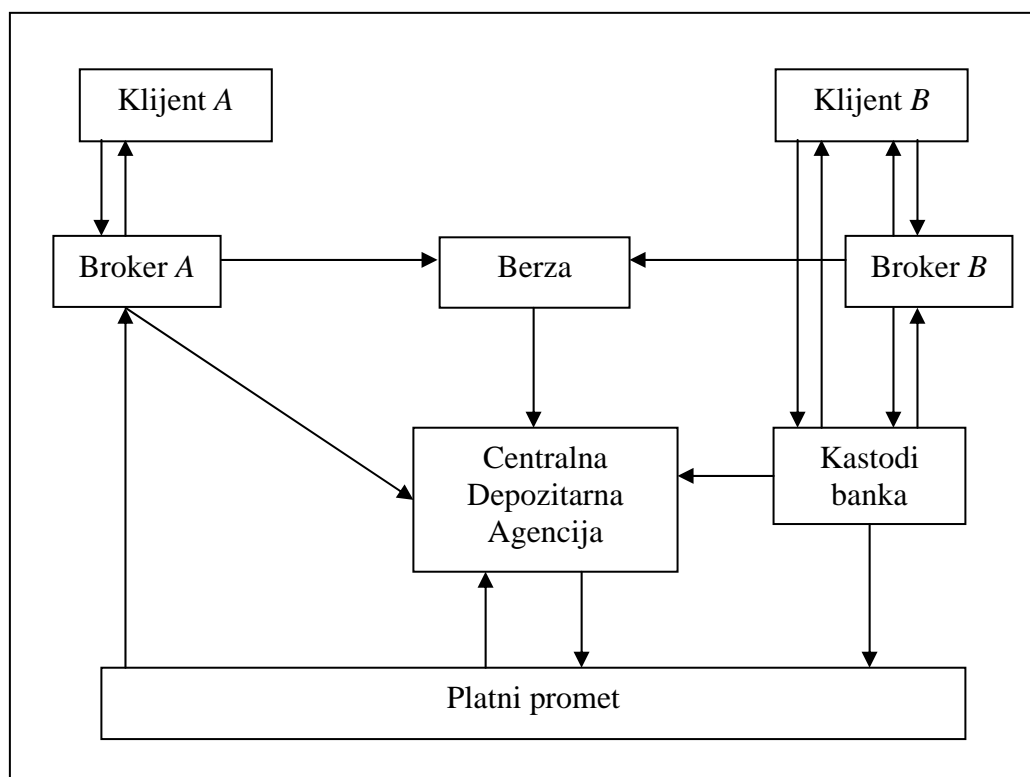 Klijent A
Klijent B
Broker A
Berza
Broker B
Centralna
Depozitarna
Agencija
Kastodi
banka
Platni promet